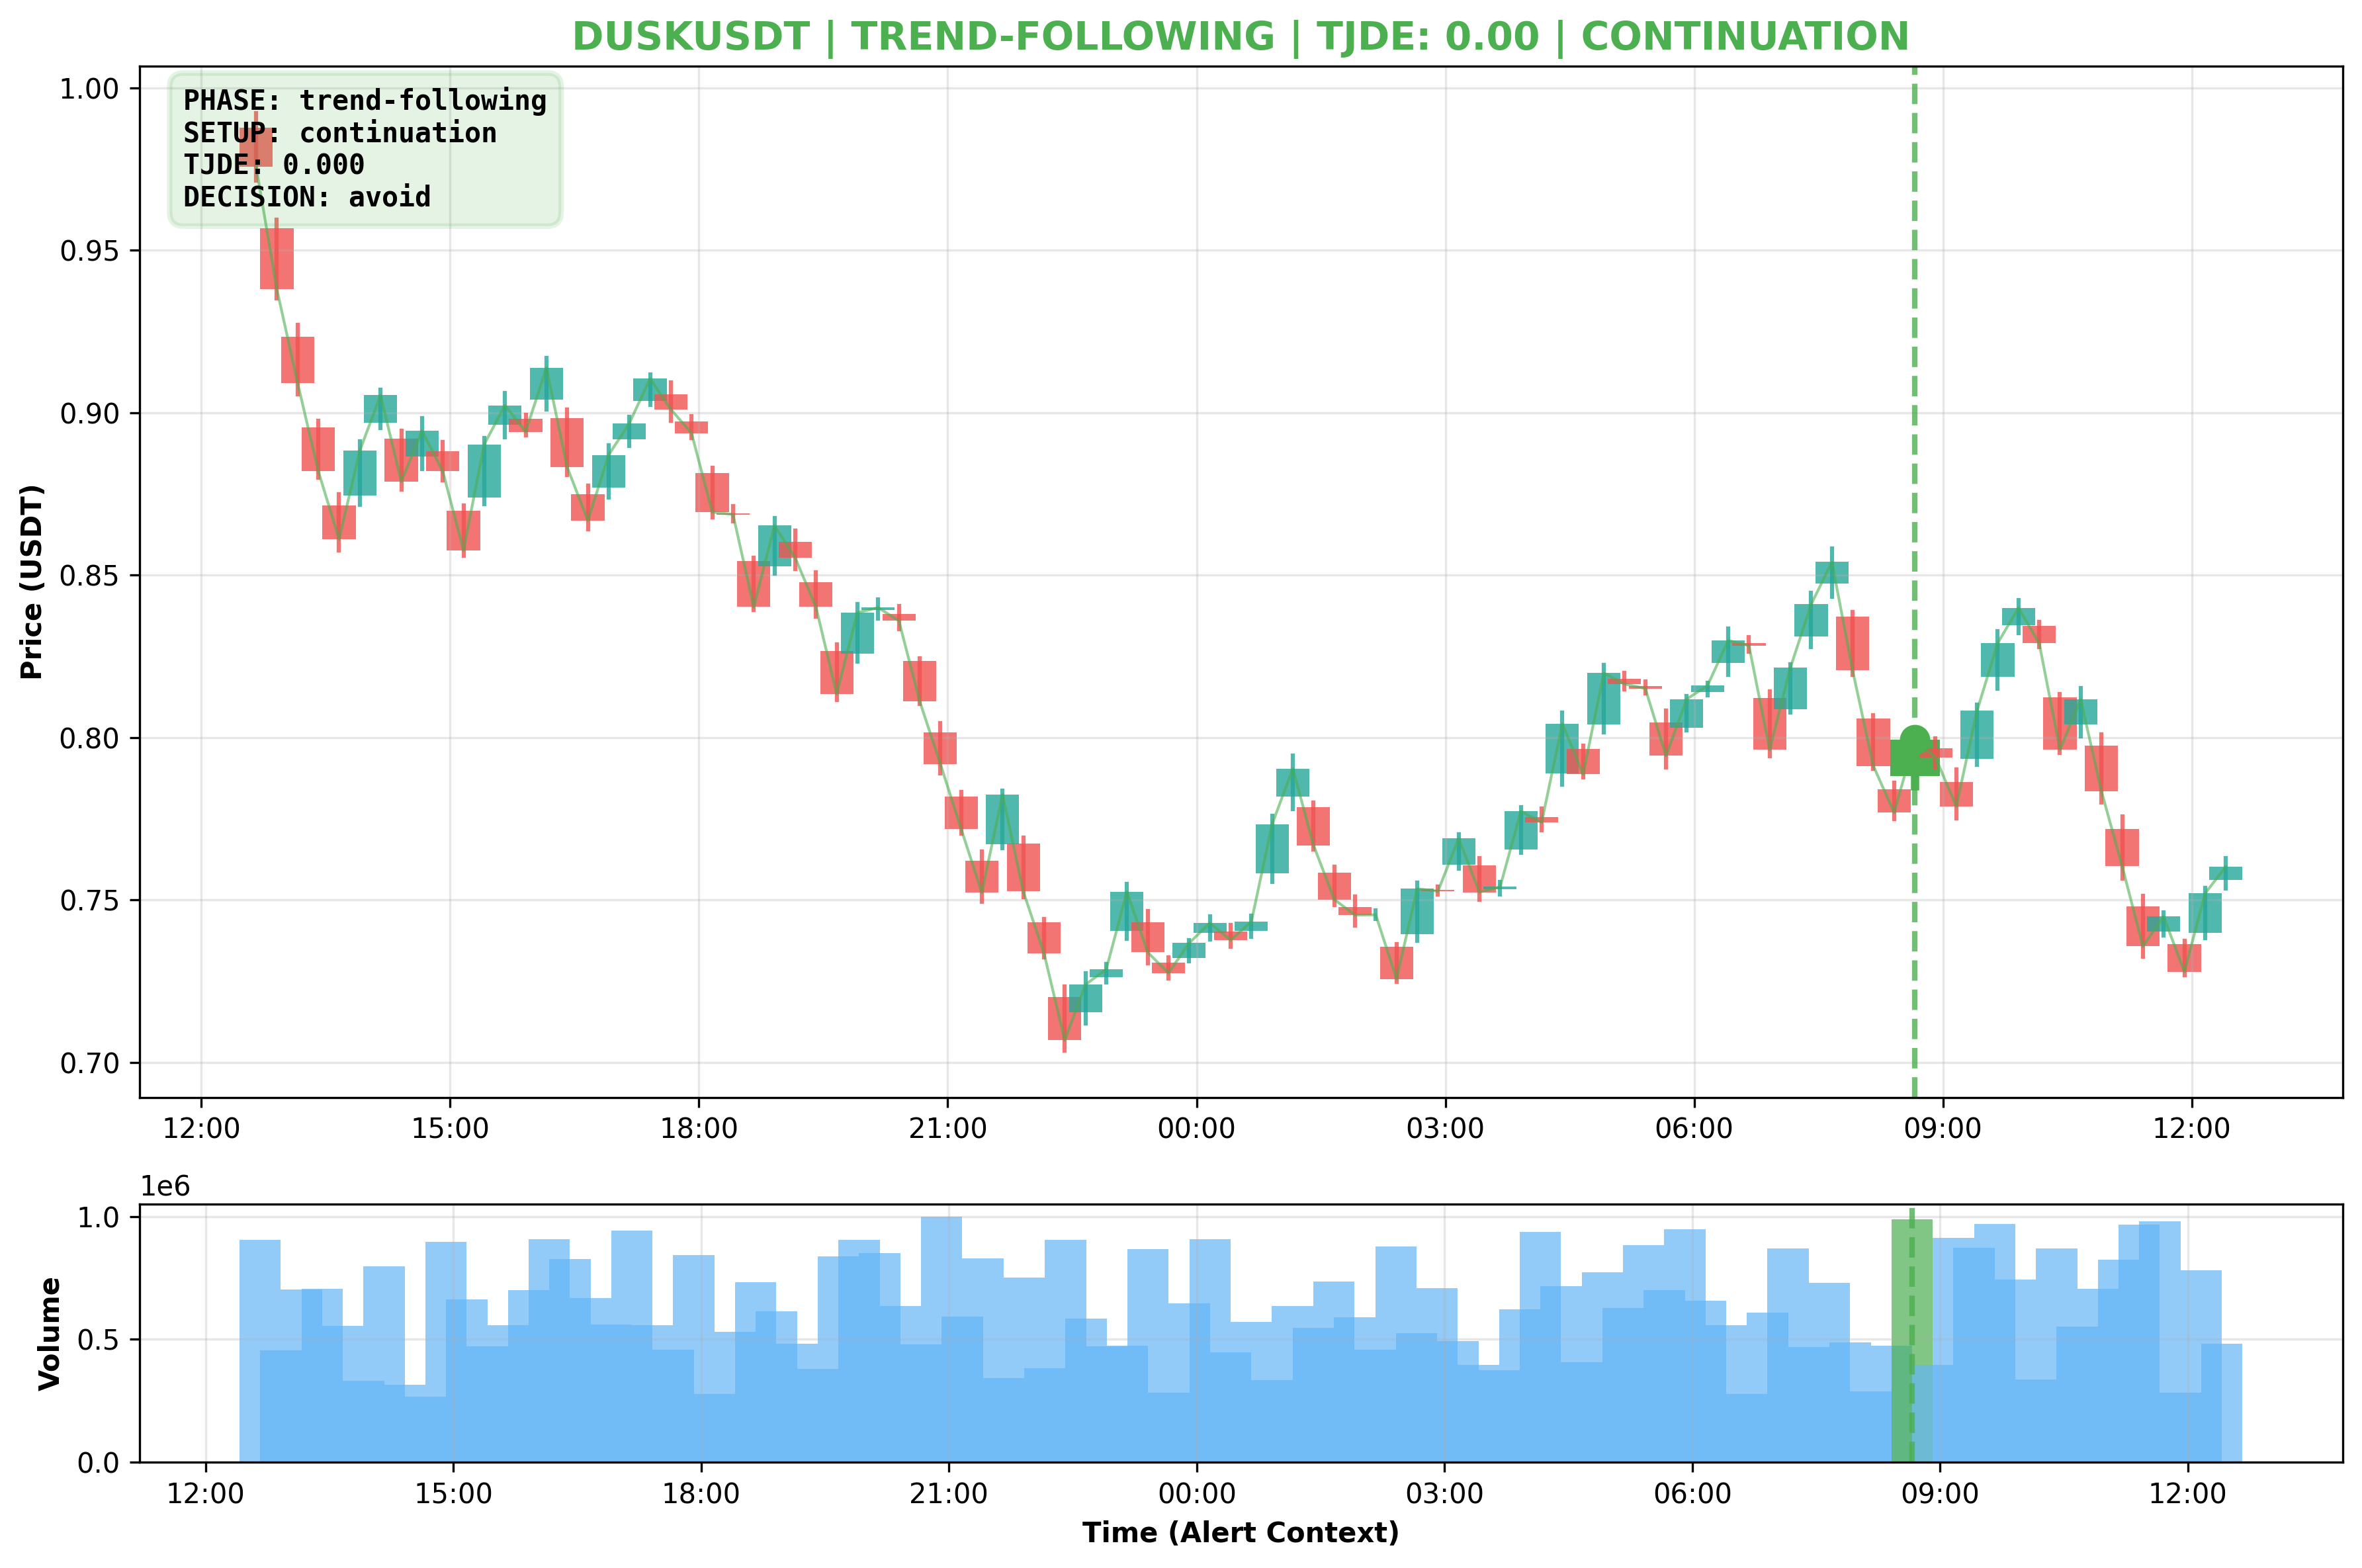 DUSKUSDT | TREND-FOLLOWING | TJDE: 0.00 | CONTINUATION
PHASE: trend-following
SETUP: continuation
TJDE: 0.000
DECISION: avoid
Price (USDT)
1.00
0.95
0.90
0.85
0.80
0.75
0.70
12:00 15:00 18:00 21:00 00:00 03:00 06:00 09:00 12:00
1e6
Volume
1.0
0.5
0.0
12:00 15:00 18:00 21:00 00:00 03:00 06:00 09:00 12:00
Time (Alert Context)